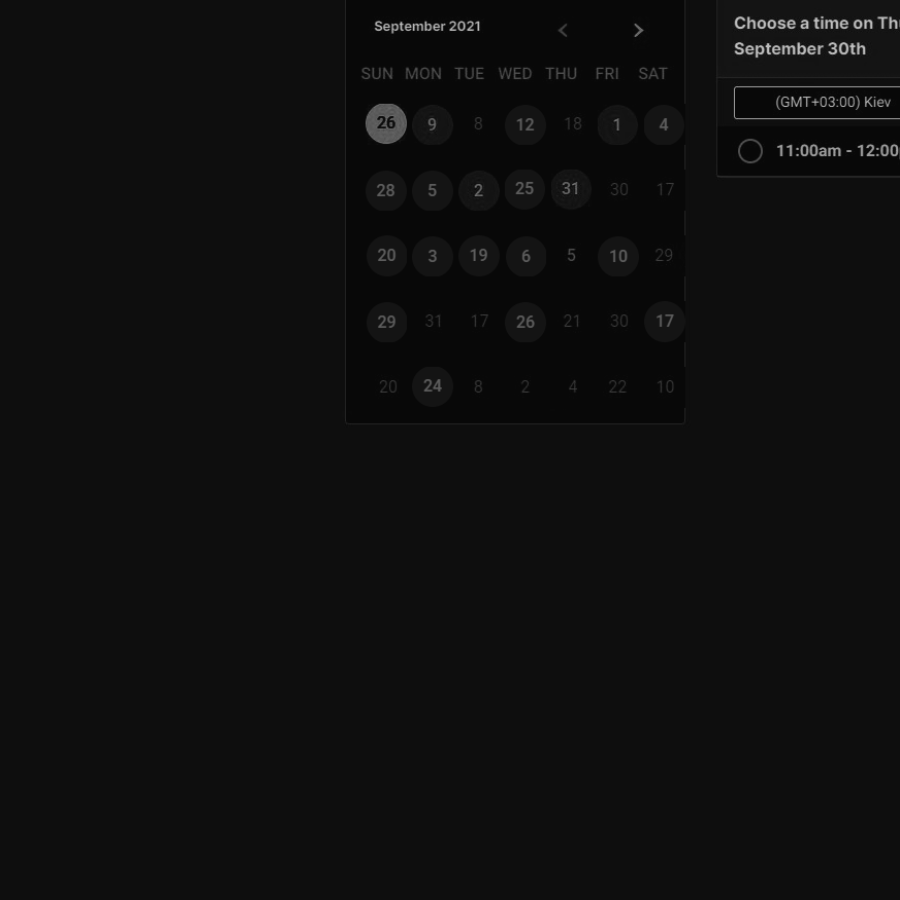 September 2021
SUN MON TUE WED THU FRI SAT
26 9 8 12 18 1 4
28 5 2 25 31 30 17
20 3 19 6 5 10 29
29 31 17 26 21 30 17
20 24 8 2 4 22 10
Choose a time on Thu
September 30th
(GMT+03:00) Kiev
11:00am - 12:00